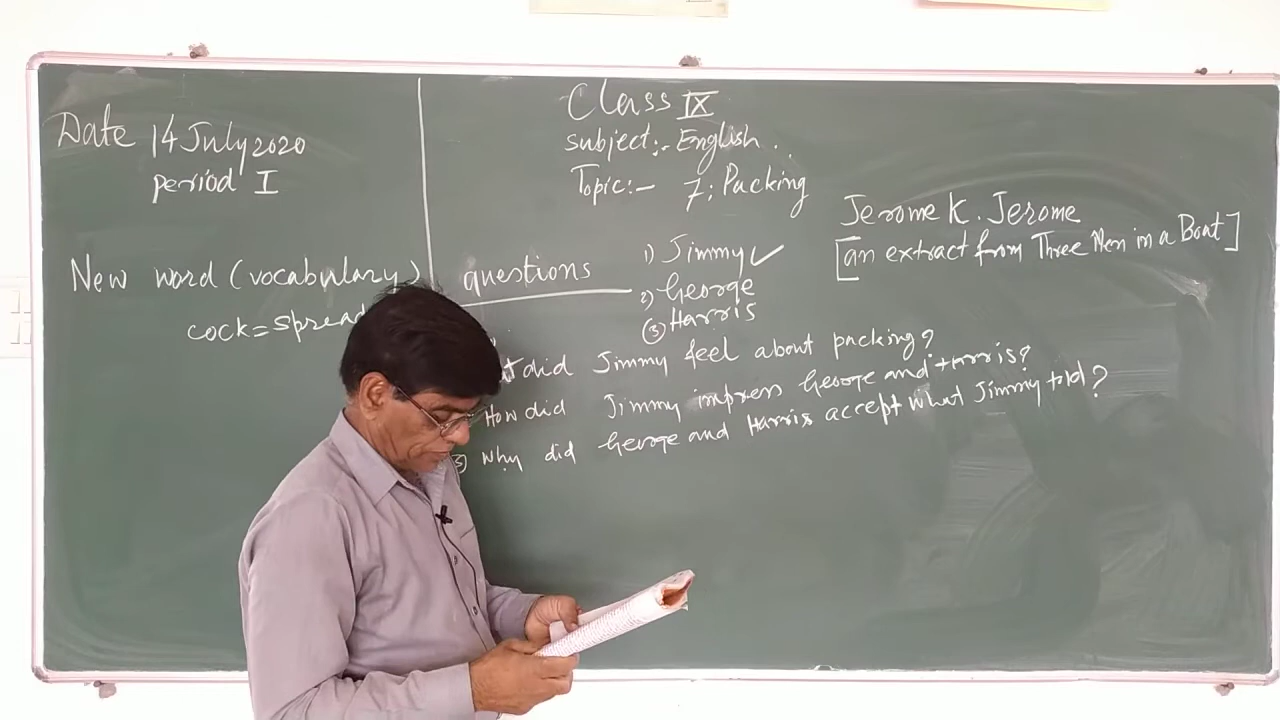 Date 14 July 2020
period I
Class IX
subject:- English.
Topic:- 7; Packing
Jerome K. Jerome
[an extract from Three Men in a Boat]
New word (vocabulary)
cock = spread
questions
1) Jimmy ✓
2) George
3) Harris
did Jimmy feel about packing?
How did Jimmy impress George and Harris?
3) Why did George and Harris accept what Jimmy told?